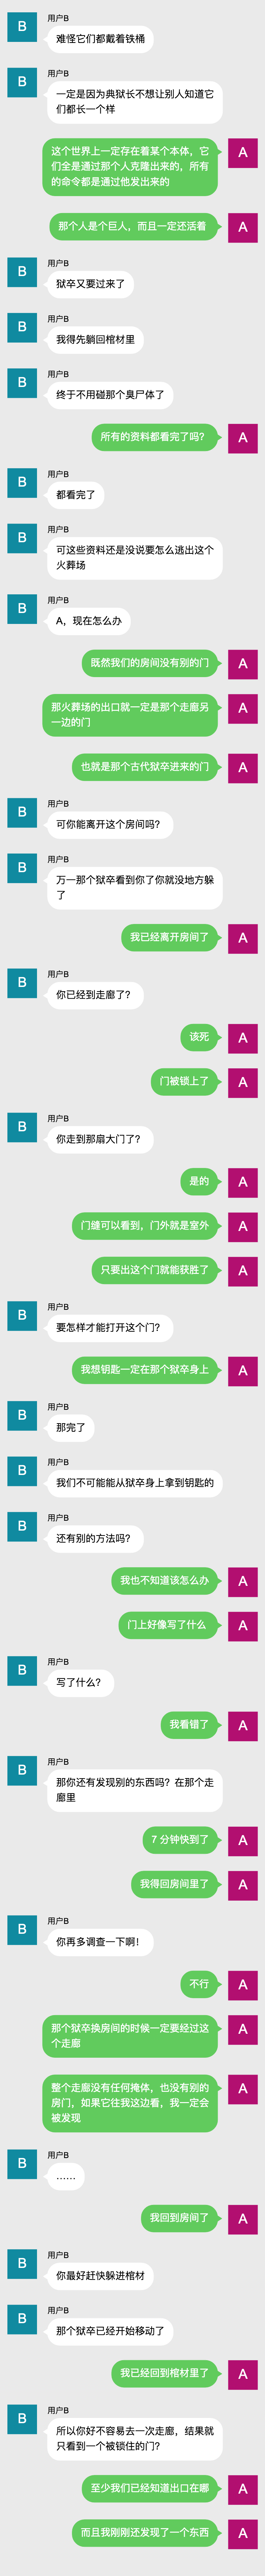 B
用户B
难怪它们都戴着铁桶
B
用户B
一定是因为典狱长不想让别人知道它
们都长一个样
这个世界上一定存在着某个本体，它
们全是通过那个人克隆出来的，所有
的命令都是通过他发出来的
A
那个人是个巨人，而且一定还活着
A
B
用户B
狱卒又要过来了
B
用户B
我得先躺回棺材里
B
用户B
终于不用碰那个臭尸体了
所有的资料都看完了吗？
A
B
用户B
都看完了
B
用户B
可这些资料还是没说要怎么逃出这个
火葬场
B
用户B
A，现在怎么办
既然我们的房间没有别的门
A
那火葬场的出口就一定是那个走廊另
一边的门
A
也就是那个古代狱卒进来的门
A
B
用户B
可你能离开这个房间吗？
B
用户B
万一那个狱卒看到你了你就没地方躲
了
我已经离开房间了
A
B
用户B
你已经到走廊了？
该死
A
门被锁上了
A
B
用户B
你走到那扇大门了？
是的
A
门缝可以看到，门外就是室外
A
只要出这个门就能获胜了
A
B
用户B
要怎样才能打开这个门？
我想钥匙一定在那个狱卒身上
A
B
用户B
那完了
B
用户B
我们不可能能从狱卒身上拿到钥匙的
B
用户B
还有别的方法吗？
我也不知道该怎么办
A
门上好像写了什么
A
B
用户B
写了什么？
我看错了
A
B
用户B
那你还有发现别的东西吗？在那个走
廊里
7 分钟快到了
A
我得回房间里了
A
B
用户B
你再多调查一下啊！
不行
A
那个狱卒换房间的时候一定要经过这
个走廊
A
整个走廊没有任何掩体，也没有别的
房门，如果它往我这边看，我一定会
被发现
A
B
用户B
……
我回到房间了
A
B
用户B
你最好赶快躲进棺材
B
用户B
那个狱卒已经开始移动了
我已经回到棺材里了
A
B
用户B
所以你好不容易去一次走廊，结果就
只看到一个被锁住的门？
至少我们已经知道出口在哪
A
而且我刚刚还发现了一个东西
A